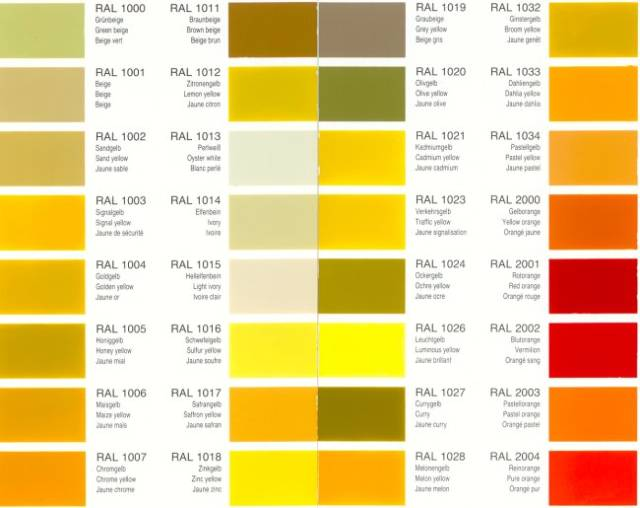 RAL 1000
Grünbeige
Green beige
Beige vert
RAL 1011
Braunbeige
Brown beige
Beige brun
RAL 1019
Graubeige
Grey yellow
Beige gris
RAL 1032
Ginstergelb
Broom yellow
Jaune genêt
RAL 1001
Beige
Beige
Beige
RAL 1012
Zitronengelb
Lemon yellow
Jaune citron
RAL 1020
Olivgelb
Olive yellow
Jaune olive
RAL 1033
Dahliengelb
Dahlia yellow
Jaune dahlia
RAL 1002
Sandgelb
Sand yellow
Jaune sable
RAL 1013
Perlweiß
Oyster white
Blanc perlé
RAL 1021
Kadmiumgelb
Cadmium yellow
Jaune cadmium
RAL 1034
Pastellgelb
Pastel yellow
Jaune pastel
RAL 1003
Signalgelb
Signal yellow
Jaune de sécurité
RAL 1014
Elfenbein
Ivory
Ivoire
RAL 1023
Verkehrsgelb
Traffic yellow
Jaune signalisation
RAL 2000
Gelborange
Yellow orange
Orangé jaune
RAL 1004
Goldgelb
Golden yellow
Jaune or
RAL 1015
Hellelfenbein
Light ivory
Ivoire clair
RAL 1024
Ockergelb
Ochre yellow
Jaune ocre
RAL 2001
Rotorange
Red orange
Orangé rouge
RAL 1005
Honiggelb
Honey yellow
Jaune miel
RAL 1016
Schwefelgelb
Sulfur yellow
Jaune soufre
RAL 1026
Leuchtgelb
Luminous yellow
Jaune brillant
RAL 2002
Blutorange
Vermilion
Orangé sang
RAL 1006
Maisgelb
Maize yellow
Jaune maïs
RAL 1017
Safrangelb
Saffron yellow
Jaune safran
RAL 1027
Currygelb
Curry
Jaune curry
RAL 2003
Pastellorange
Pastel orange
Orangé pastel
RAL 1007
Chromgelb
Chrome yellow
Jaune chrome
RAL 1018
Zinkgelb
Zinc yellow
Jaune zinc
RAL 1028
Melonengelb
Melon yellow
Jaune melon
RAL 2004
Reinorange
Pure orange
Orangé pur